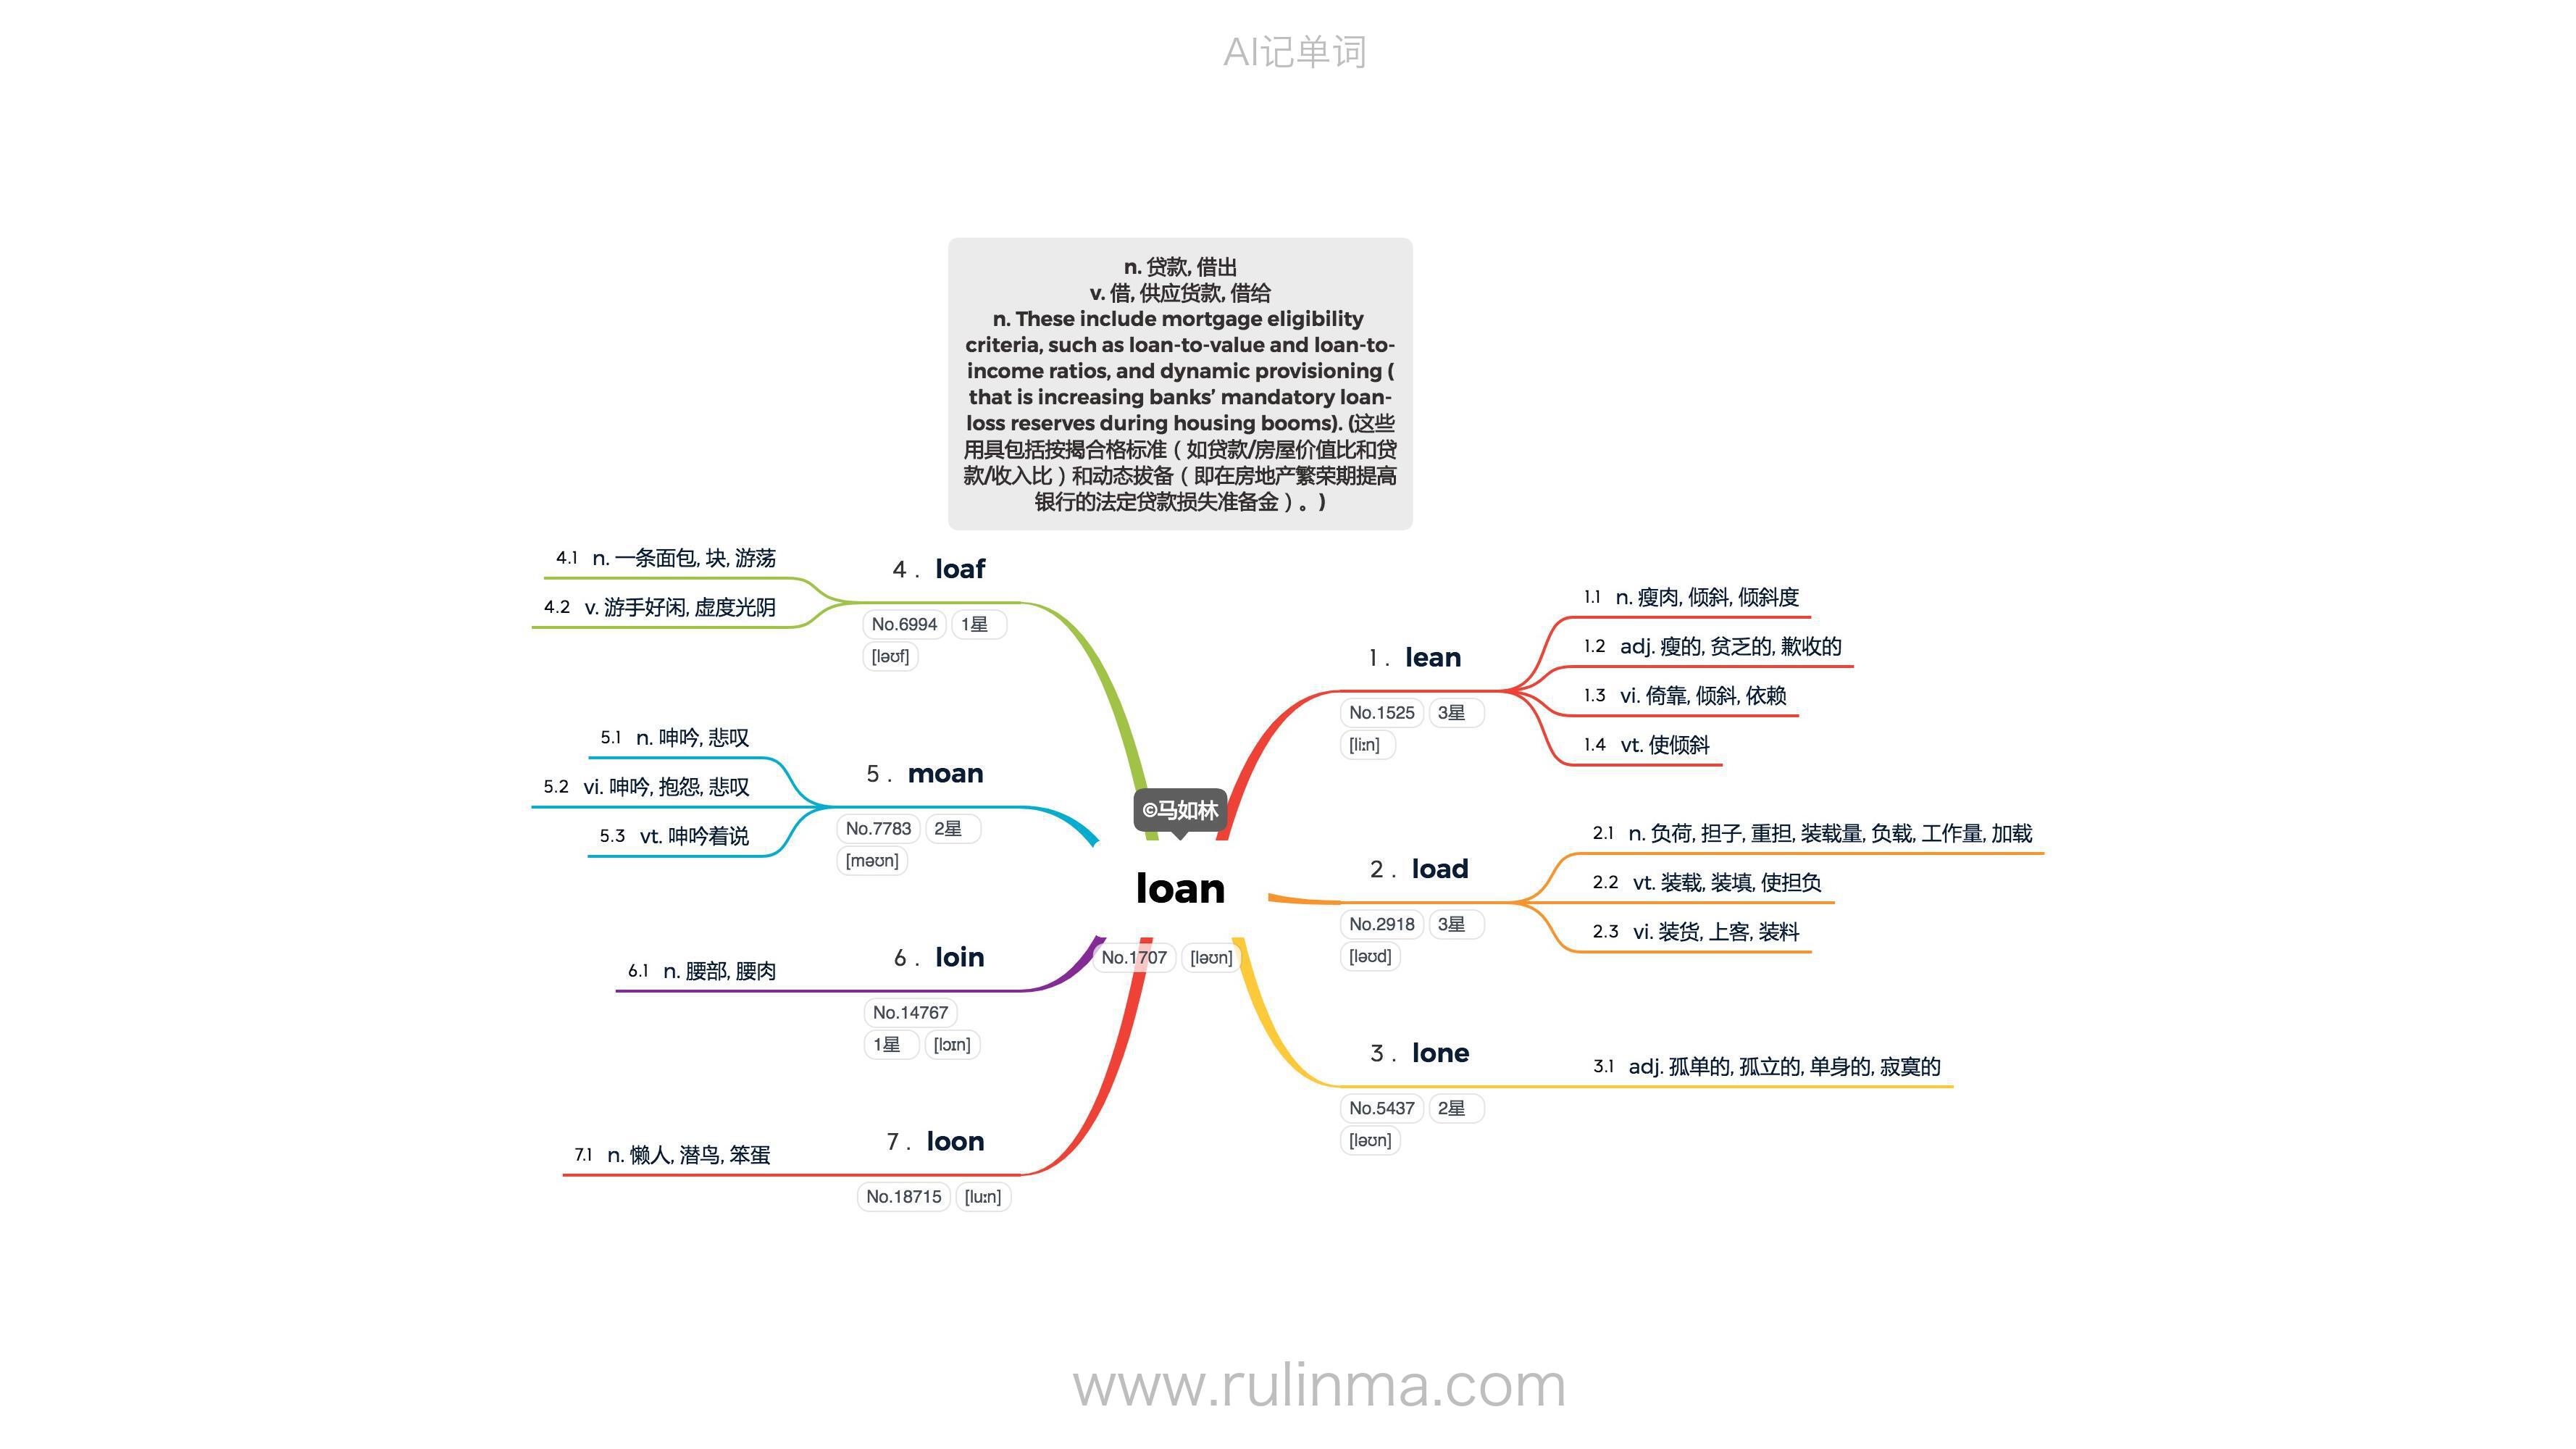 AI记单词
n. 贷款, 借出
v. 借, 供应货款, 借给
n. These include mortgage eligibility
criteria, such as loan-to-value and loan-to-
income ratios, and dynamic provisioning (
that is increasing banks’ mandatory loan-
loss reserves during housing booms). (这些
用具包括按揭合格标准（如贷款/房屋价值比和贷
款/收入比）和动态拨备（即在房地产繁荣期提高
银行的法定贷款损失准备金）。)
©马如林
loan
No.1707 [ləʊn]
1. lean
No.1525 3星
[li:n]
1.1 n. 瘦肉, 倾斜, 倾斜度
1.2 adj. 瘦的, 贫乏的, 歉收的
1.3 vi. 倚靠, 倾斜, 依赖
1.4 vt. 使倾斜
2. load
No.2918 3星
[ləʊd]
2.1 n. 负荷, 担子, 重担, 装载量, 负载, 工作量, 加载
2.2 vt. 装载, 装填, 使担负
2.3 vi. 装货, 上客, 装料
3. lone
No.5437 2星
[ləʊn]
3.1 adj. 孤单的, 孤立的, 单身的, 寂寞的
4. loaf
No.6994 1星
[ləʊf]
4.1 n. 一条面包, 块, 游荡
4.2 v. 游手好闲, 虚度光阴
5. moan
No.7783 2星
[məʊn]
5.1 n. 呻吟, 悲叹
5.2 vi. 呻吟, 抱怨, 悲叹
5.3 vt. 呻吟着说
6. loin
No.14767
1星 [lɔɪn]
6.1 n. 腰部, 腰肉
7. loon
No.18715 [lu:n]
7.1 n. 懒人, 潜鸟, 笨蛋
www.rulinma.com